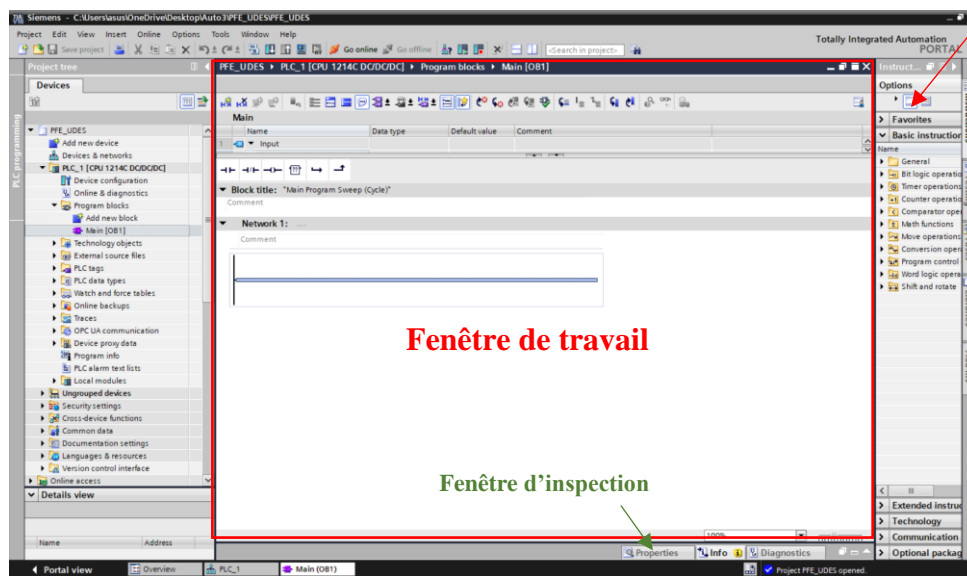 Siemens - C:\Users\asus\OneDrive\Desktop\Auto3\PFE_UDES\PFE_UDES
Project Edit View Insert Online Options Tools Window Help
Totally Integrated Automation
PORTAL
Save project
Go online
Go offline
<Search in project>
Project tree
PFE_UDES
PLC_1 [CPU 1214C DC/DC/DC]
Program blocks
Main [OB1]
Instruct...
Devices
Options
PLC programming
PFE_UDES
Add new device
Devices & networks
PLC_1 [CPU 1214C DC/DC/DC]
Device configuration
Online & diagnostics
Program blocks
Add new block
Main [OB1]
Technology objects
External source files
PLC tags
PLC data types
Watch and force tables
Online backups
Traces
OPC UA communication
Device proxy data
Program info
PLC alarm text lists
Local modules
Ungrouped devices
Security settings
Cross-device functions
Common data
Documentation settings
Languages & resources
Version control interface
Online access
Details view
Name Address
Main
Name Data type Default value Comment
1 Input
Block title: "Main Program Sweep (Cycle)"
Comment
Network 1: .....
Comment
Fenêtre de travail
Fenêtre d'inspection
100%
Properties
Info
Diagnostics
Favorites
Basic instruction
Name
General
Bit logic operatio
Timer operations
Counter operatio
Comparator oper
Math functions
Move operations
Conversion opera
Program control
Word logic opera
Shift and rotate
Extended instruc
Technology
Communication
Optional packag
Portal view
Overview
PLC_1
Main (OB1)
Project PFE_UDES opened.